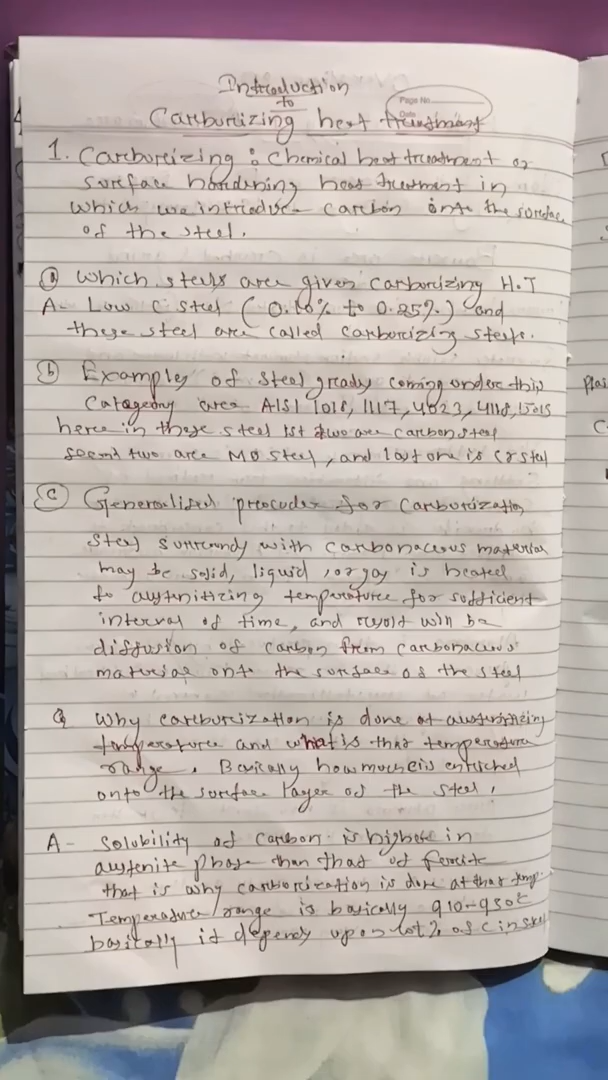 Introduction
to
Page No.
Date
Carburizing heat treatment
1. Carburizing : Chemical heat treatment or
surface hardening heat treatment in
which we introduce carbon onto the surface
of the steel.
a which steels are given carburizing H.T
A- Low C steel ( 0.10% to 0.25%) and
these steel are called carburizing steels.
b Examples of steel grades coming under this
Catageory are AISI 1018, 1117, 4023, 4118, 5015
here in these steel 1st two are carbon steel
second two are Mo steel, and last one is Cr steel
c Generalised procuder for carburization
Steel surrounds with carbonaceous material
may be solid, liquid, or gas is heated
to austenitizing temperature for sufficient
interval of time, and result will be
diffusion of carbon from carbonaceous
material onto the surface of the steel
Q Why carburization is done at austenitizing
temperature and what is that temperature
range. Basically how much c is enriched
onto the surface layer of the steel,
A- Solubility of carbon is highest in
austenite phase than that of ferrite
that is why carburization is done at that temp.
Temperature range is basically 910-950°C
basically it depends upon wt % of C in steel
plai
C